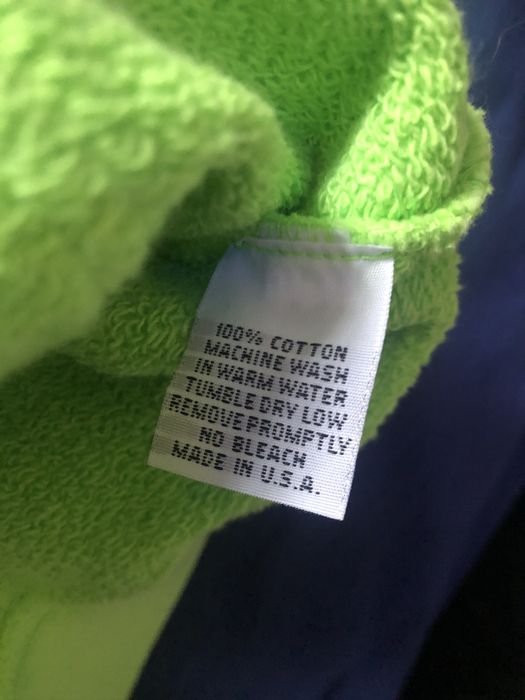 100% COTTON
MACHINE WASH
IN WARM WATER
TUMBLE DRY LOW
REMOVE PROMPTLY
NO BLEACH
MADE IN U.S.A.